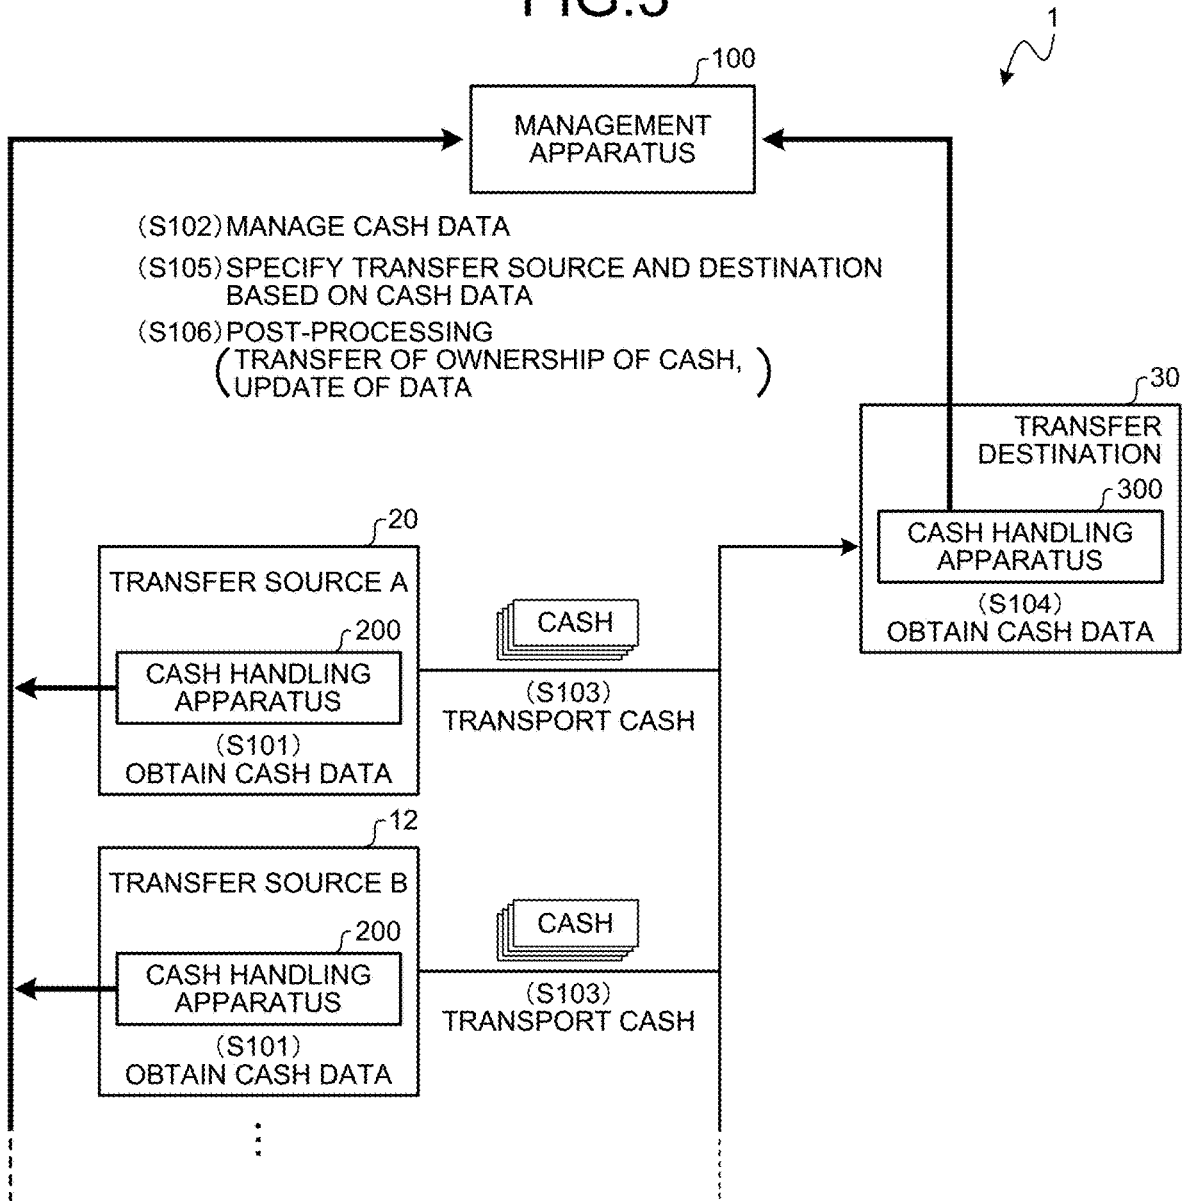 FIG.3
1
100
MANAGEMENT
APPARATUS
(S102) MANAGE CASH DATA
(S105) SPECIFY TRANSFER SOURCE AND DESTINATION
BASED ON CASH DATA
(S106) POST-PROCESSING
(TRANSFER OF OWNERSHIP OF CASH,
UPDATE OF DATA)
30
TRANSFER
DESTINATION
300
CASH HANDLING
APPARATUS
(S104)
OBTAIN CASH DATA
20
TRANSFER SOURCE A
200
CASH HANDLING
APPARATUS
(S101)
OBTAIN CASH DATA
CASH
(S103)
TRANSPORT CASH
12
TRANSFER SOURCE B
200
CASH HANDLING
APPARATUS
(S101)
OBTAIN CASH DATA
CASH
(S103)
TRANSPORT CASH